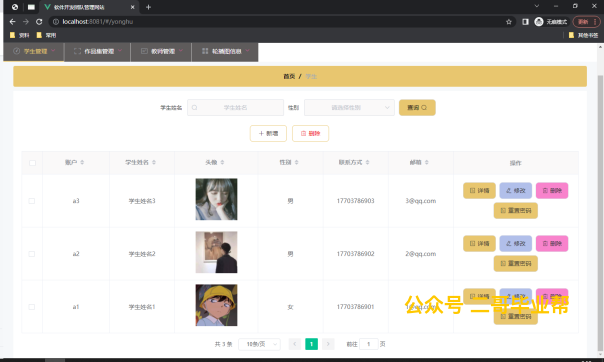 软件开发团队管理网站
localhost:8081/#/yonghu
无痕模式
更新
资料
实用
其他书签
学生管理
作品集管理
教师管理
轮播图信息
首页 / 学生
学生姓名
学生姓名
性别
请选择性别
查询
新增
删除
账户
学生姓名
头像
性别
联系方式
邮箱
操作
a3
学生姓名3
男
17703786903
3@qq.com
详情
修改
删除
重置密码
a2
学生姓名2
男
17703786902
2@qq.com
详情
修改
删除
重置密码
a1
学生姓名1
女
17703786901
详情
修改
删除
重置密码
公众号 二哥毕业帮
共 3 条
10条/页
1
前往
1
页